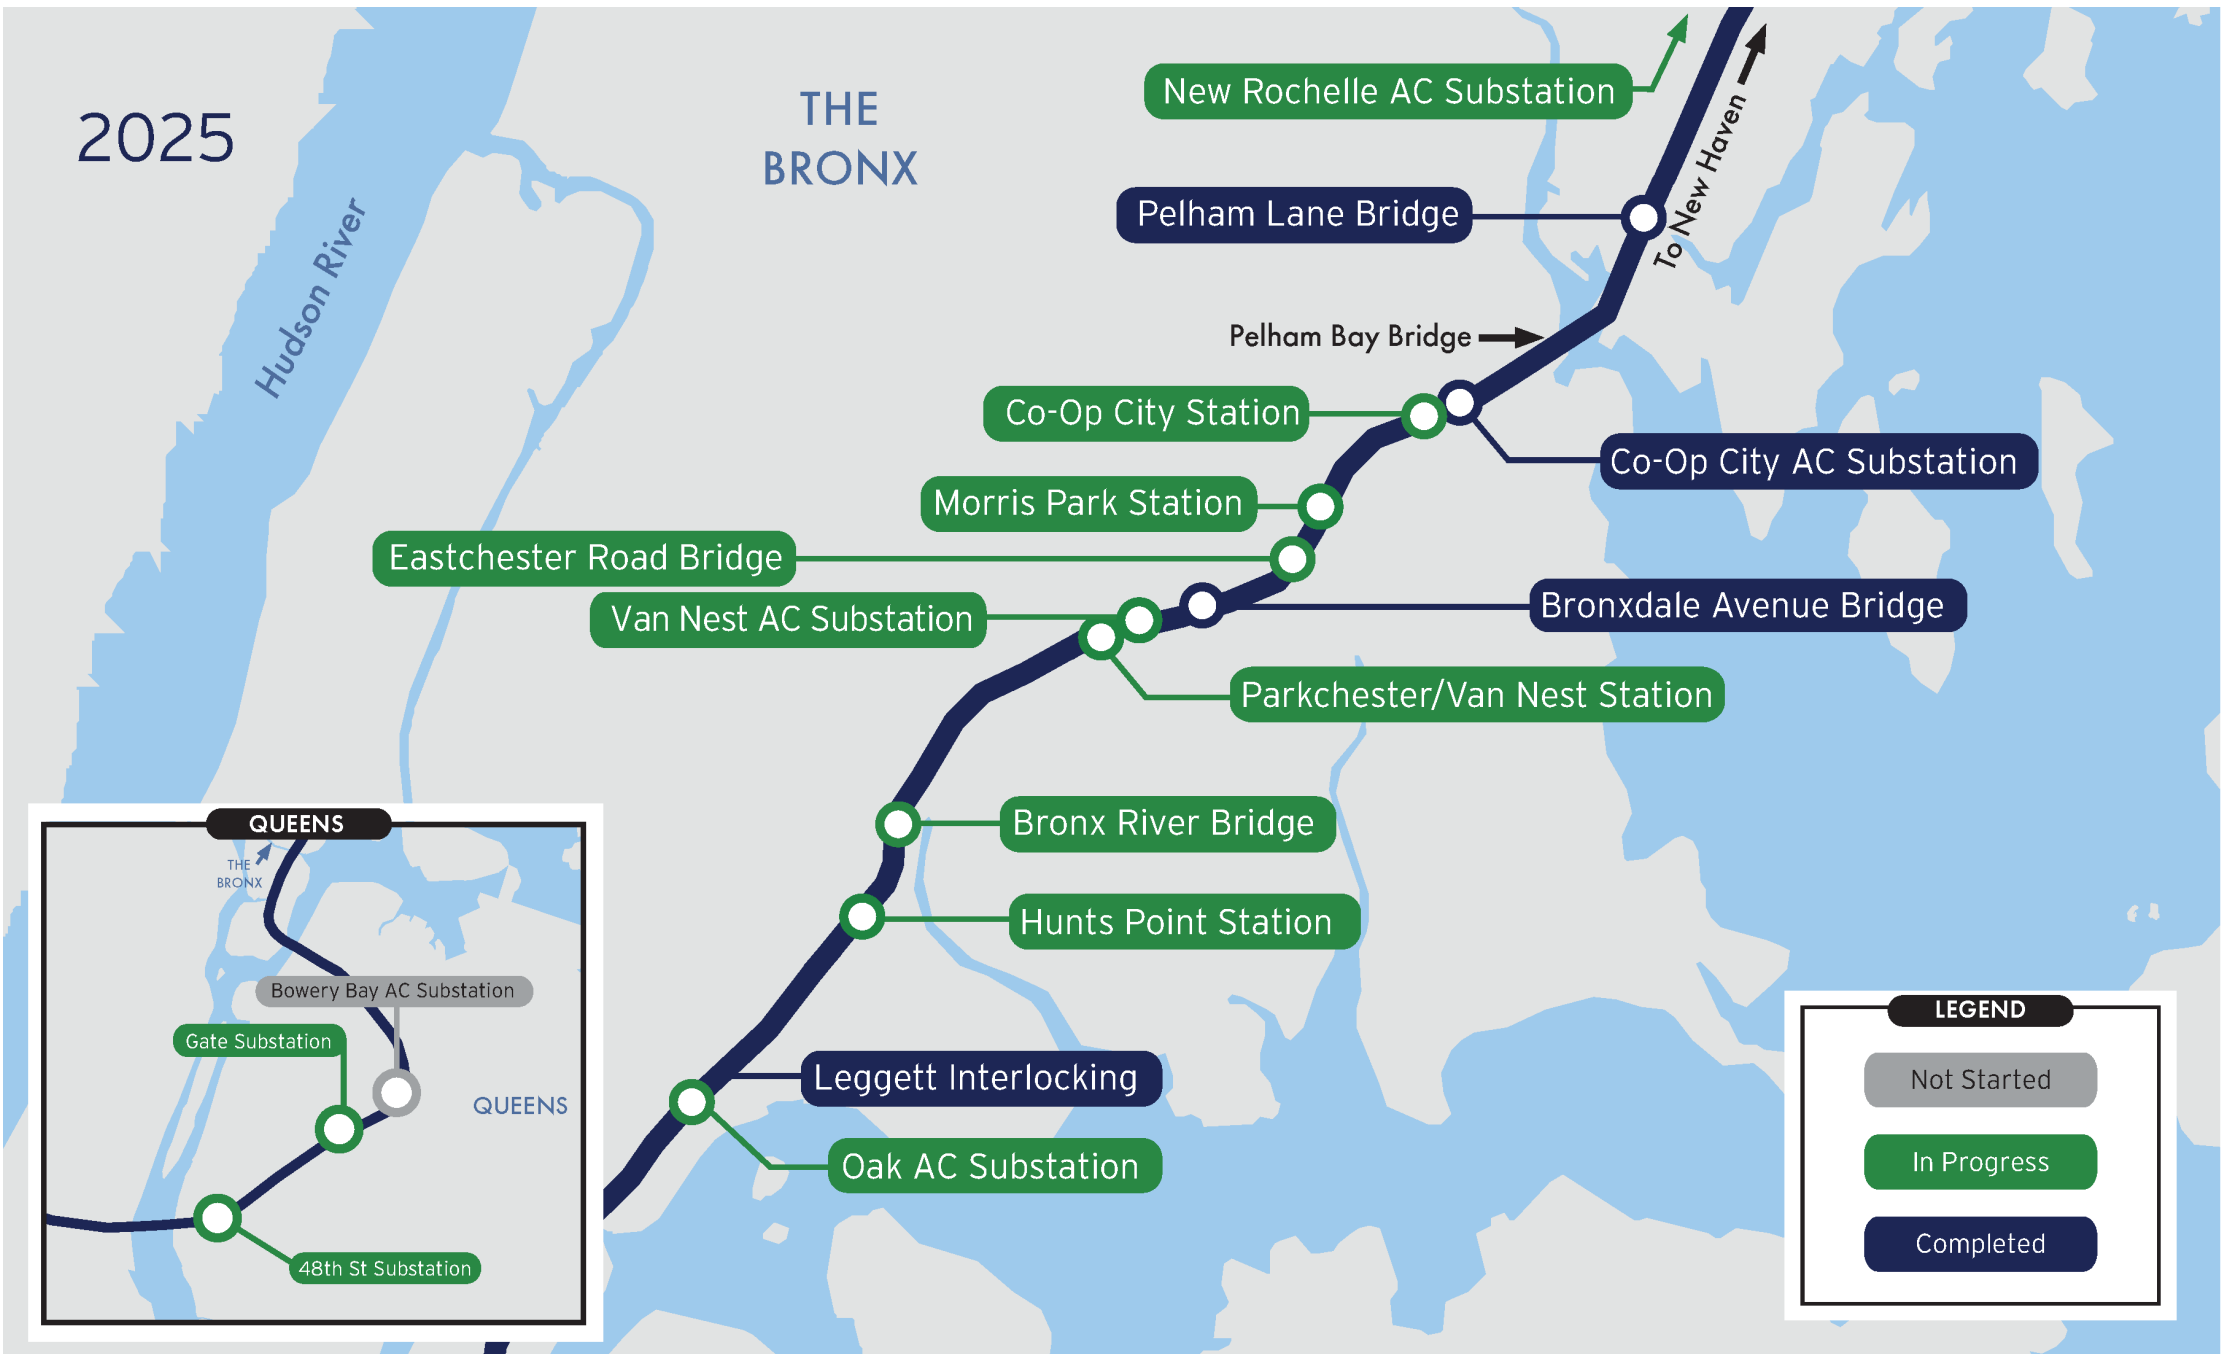 2025
THE
BRONX
Hudson River
New Rochelle AC Substation
To New Haven
Pelham Lane Bridge
Pelham Bay Bridge
Co-Op City Station
Co-Op City AC Substation
Morris Park Station
Eastchester Road Bridge
Bronxdale Avenue Bridge
Van Nest AC Substation
Parkchester/Van Nest Station
Bronx River Bridge
Hunts Point Station
Leggett Interlocking
Oak AC Substation
QUEENS
THE
BRONX
Bowery Bay AC Substation
Gate Substation
QUEENS
48th St Substation
LEGEND
Not Started
In Progress
Completed